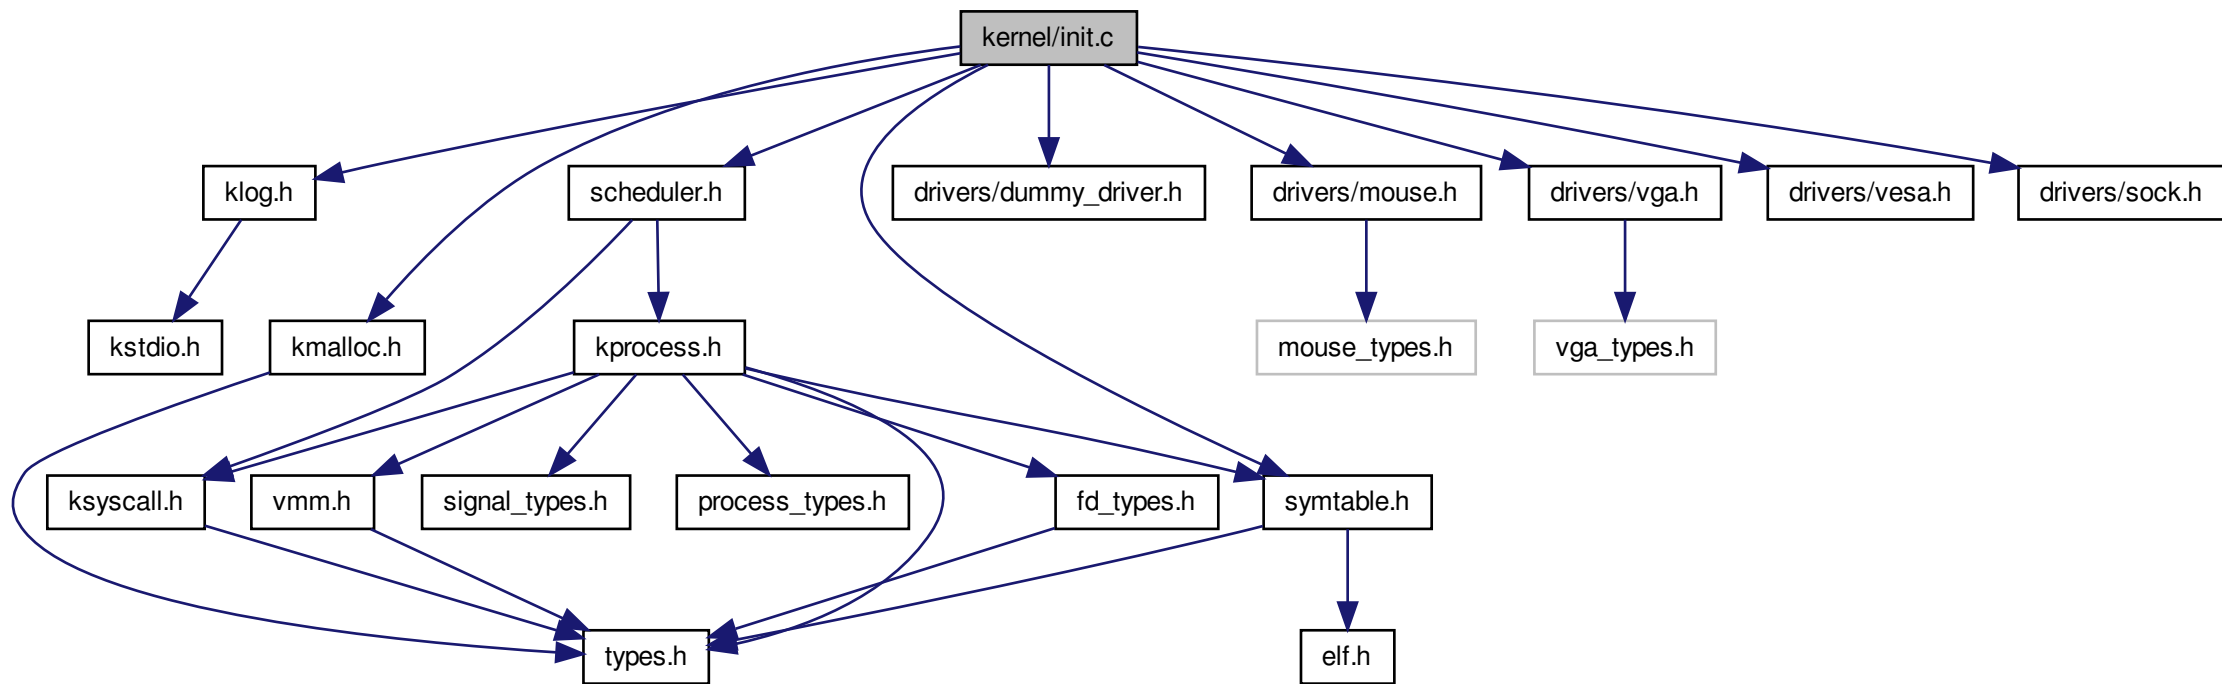 kernel/init.c
klog.h
scheduler.h
drivers/dummy_driver.h
drivers/mouse.h
drivers/vga.h
drivers/vesa.h
drivers/sock.h
kstdio.h
kmalloc.h
kprocess.h
mouse_types.h
vga_types.h
ksyscall.h
vmm.h
signal_types.h
process_types.h
fd_types.h
symtable.h
types.h
elf.h